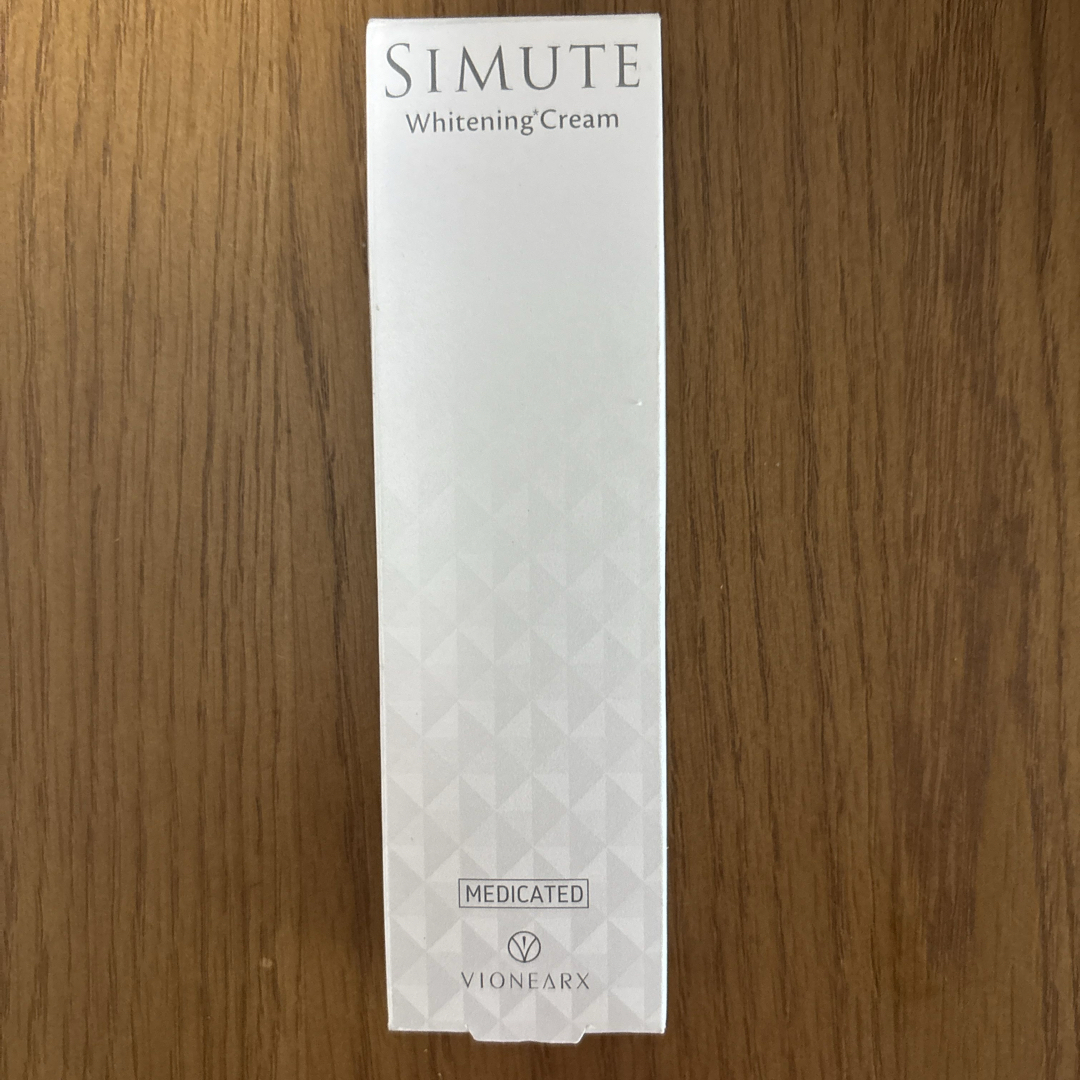 SIMUTE
Whitening*Cream
MEDICATED
VIONEARX